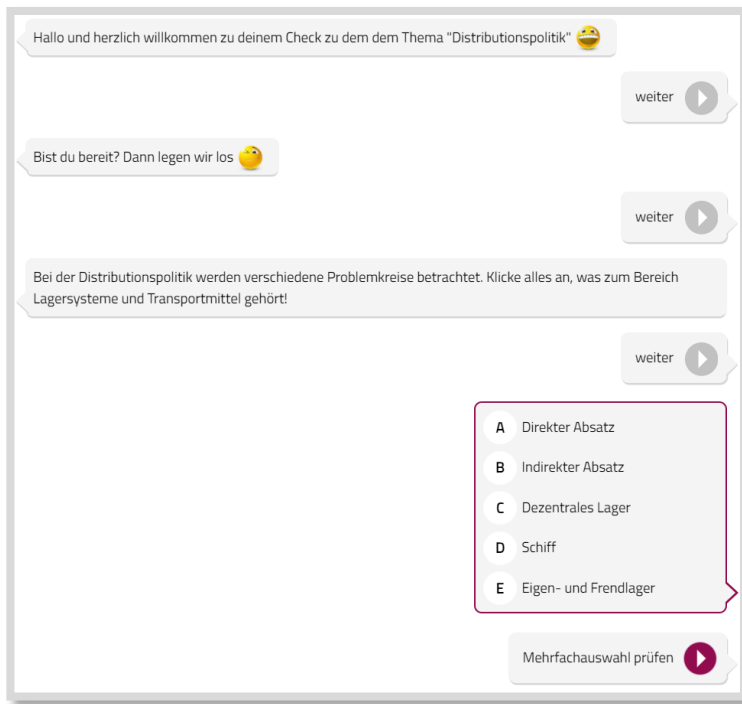 Hallo und herzlich willkommen zu deinem Check zu dem dem Thema "Distributionspolitik"
weiter
Bist du bereit? Dann legen wir los
weiter
Bei der Distributionspolitik werden verschiedene Problemkreise betrachtet. Klicke alles an, was zum Bereich
Lagersysteme und Transportmittel gehört!
weiter
A Direkter Absatz
B Indirekter Absatz
C Dezentrales Lager
D Schiff
E Eigen- und Frendlager
Mehrfachauswahl prüfen